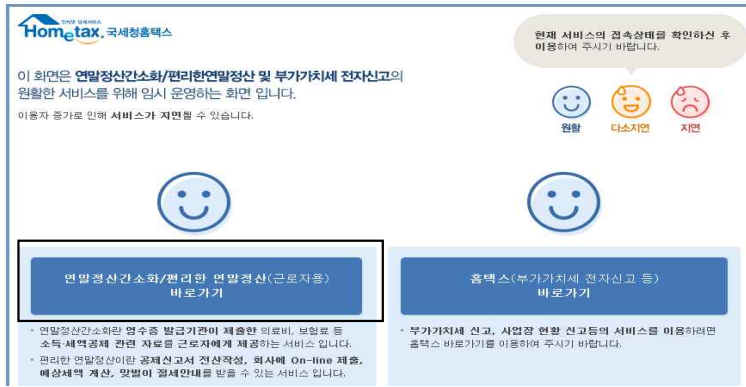 Hometax. 국세청홈택스
현재 서비스의 접속상태를 확인하신 후
이용하여 주시기 바랍니다.
이 화면은 연말정산간소화/편리한연말정산 및 부가가치세 전자신고의
원활한 서비스를 위해 임시 운영하는 화면 입니다.
이용자 증가로 인해 서비스가 지연될 수 있습니다.
원활 다소지연 지연
연말정산간소화/편리한 연말정산(근로자용)
바로가기
홈택스(부가가치세 전자신고 등)
바로가기
• 연말정산간소화란 영수증 발급기관이 제출한 의료비, 보험료 등
소득·세액공제 관련 자료를 근로자에게 제공하는 서비스 입니다.
• 편리한 연말정산이란 공제신고서 전산작성, 회사에 On-line 제출,
예상세액 계산, 맞벌이 절세안내를 받을 수 있는 서비스 입니다.
• 부가가치세 신고, 사업장 현황 신고등의 서비스를 이용하려면
홈택스 바로가기를 이용하여 주시기 바랍니다.